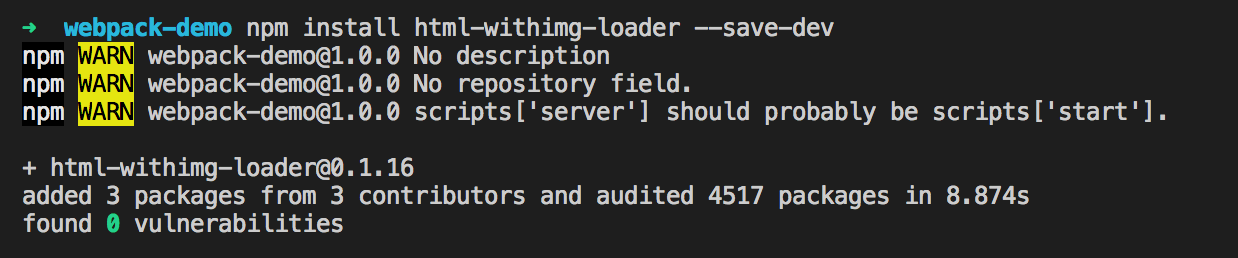 ➜ webpack-demo npm install html-withimg-loader --save-dev
npm WARN webpack-demo@1.0.0 No description
npm WARN webpack-demo@1.0.0 No repository field.
npm WARN webpack-demo@1.0.0 scripts['server'] should probably be scripts['start'].
+ html-withimg-loader@0.1.16
added 3 packages from 3 contributors and audited 4517 packages in 8.874s
found 0 vulnerabilities